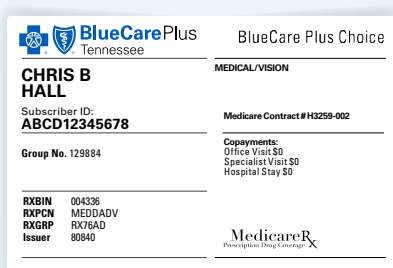 BlueCare Plus
Tennessee
BlueCare Plus Choice
CHRIS B
HALL
MEDICAL/VISION
Subscriber ID:
ABCD12345678
Medicare Contract # H3259-002
Group No. 129884
Copayments:
Office Visit $0
Specialist Visit $0
Hospital Stay $0
RXBIN 004336
RXPCN MEDDADV
RXGRP RX76AD
Issuer 80840
MedicareRx
Prescription Drug Coverage